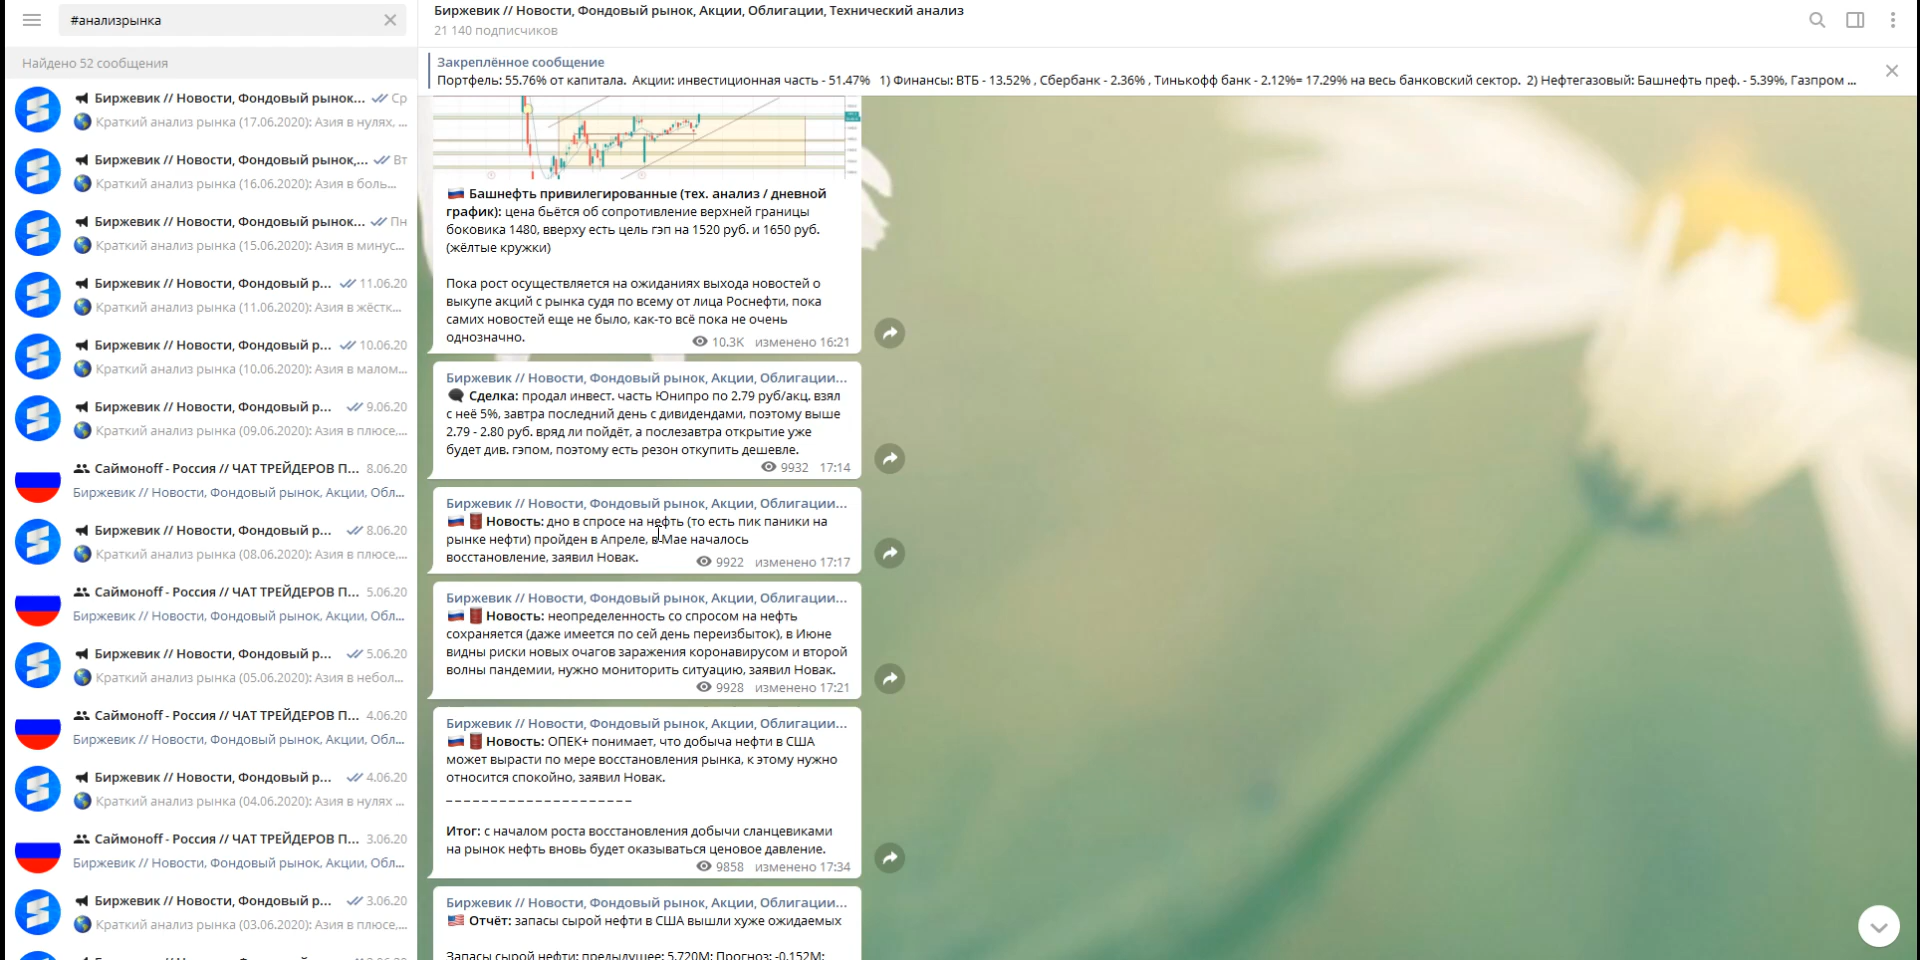 #анализрынка
Найдено 52 сообщения
Биржевик // Новости, Фондовый рынок... Ср
Краткий анализ рынка (17.06.2020): Азия в нулях, ...
Биржевик // Новости, Фондовый рынок,... Вт
Краткий анализ рынка (16.06.2020): Азия в боль...
Биржевик // Новости, Фондовый рынок... Пн
Краткий анализ рынка (15.06.2020): Азия в минус...
Биржевик // Новости, Фондовый р... 11.06.20
Краткий анализ рынка (11.06.2020): Азия в жёстк...
Биржевик // Новости, Фондовый р... 10.06.20
Краткий анализ рынка (10.06.2020): Азия в малом...
Биржевик // Новости, Фондовый р... 9.06.20
Краткий анализ рынка (09.06.2020): Азия в плюсе,...
Саймоноff - Россия // ЧАТ ТРЕЙДЕРОВ П... 8.06.20
Биржевик // Новости, Фондовый рынок, Акции, Обл...
Биржевик // Новости, Фондовый р... 8.06.20
Краткий анализ рынка (08.06.2020): Азия в плюсе,...
Саймоноff - Россия // ЧАТ ТРЕЙДЕРОВ П... 5.06.20
Биржевик // Новости, Фондовый рынок, Акции, Обл...
Биржевик // Новости, Фондовый р... 5.06.20
Краткий анализ рынка (05.06.2020): Азия в небол...
Саймоноff - Россия // ЧАТ ТРЕЙДЕРОВ П... 4.06.20
Биржевик // Новости, Фондовый рынок, Акции, Обл...
Биржевик // Новости, Фондовый р... 4.06.20
Краткий анализ рынка (04.06.2020): Азия в нулях ...
Саймоноff - Россия // ЧАТ ТРЕЙДЕРОВ П... 3.06.20
Биржевик // Новости, Фондовый рынок, Акции, Обл...
Биржевик // Новости, Фондовый р... 3.06.20
Краткий анализ рынка (03.06.2020): Азия в плюсе,...
Биржевик // Новости, Фондовый рынок, Акции, Облигации, Технический анализ
21 140 подписчиков
Закреплённое сообщение
Портфель: 55.76% от капитала. Акции: инвестиционная часть - 51.47% 1) Финансы: ВТБ - 13.52% , Сбербанк - 2.36% , Тинькофф банк - 2.12%= 17.29% на весь банковский сектор. 2) Нефтегазовый: Башнефть преф. - 5.39%, Газпром ...
Башнефть привилегированные (тех. анализ / дневной
график): цена бьётся об сопротивление верхней границы
боковика 1480, вверху есть цель гэп на 1520 руб. и 1650 руб.
(жёлтые кружки)
Пока рост осуществляется на ожиданиях выхода новостей о
выкупе акций с рынка судя по всему от лица Роснефти, пока
самих новостей еще не было, как-то всё пока не очень
однозначно.
10.3K изменено 16:21
Биржевик // Новости, Фондовый рынок, Акции, Облигации...
Сделка: продал инвест. часть Юнипро по 2.79 руб/акц. взял
с неё 5%, завтра последний день с дивидендами, поэтому выше
2.79 - 2.80 руб. вряд ли пойдёт, а послезавтра открытие уже
будет див. гэпом, поэтому есть резон откупить дешевле.
9932 17:14
Биржевик // Новости, Фондовый рынок, Акции, Облигации...
Новость: дно в спросе на нефть (то есть пик паники на
рынке нефти) пройден в Апреле, в Мае началось
восстановление, заявил Новак.
9922 изменено 17:17
Биржевик // Новости, Фондовый рынок, Акции, Облигации...
Новость: неопределенность со спросом на нефть
сохраняется (даже имеется по сей день переизбыток), в Июне
видны риски новых очагов заражения коронавирусом и второй
волны пандемии, нужно мониторить ситуацию, заявил Новак.
9928 изменено 17:21
Биржевик // Новости, Фондовый рынок, Акции, Облигации...
Новость: ОПЕК+ понимает, что добыча нефти в США
может вырасти по мере восстановления рынка, к этому нужно
относится спокойно, заявил Новак.
_ _ _ _ _ _ _ _ _ _ _ _ _ _ _ _ _ _ _ _ _
Итог: с началом роста восстановления добычи сланцевиками
на рынок нефть вновь будет оказываться ценовое давление.
9858 изменено 17:34
Биржевик // Новости, Фондовый рынок, Акции, Облигации...
Отчёт: запасы сырой нефти в США вышли хуже ожидаемых
Запасы сырой нефти: предыдущее: 5.720М; Прогноз: -0.152М;